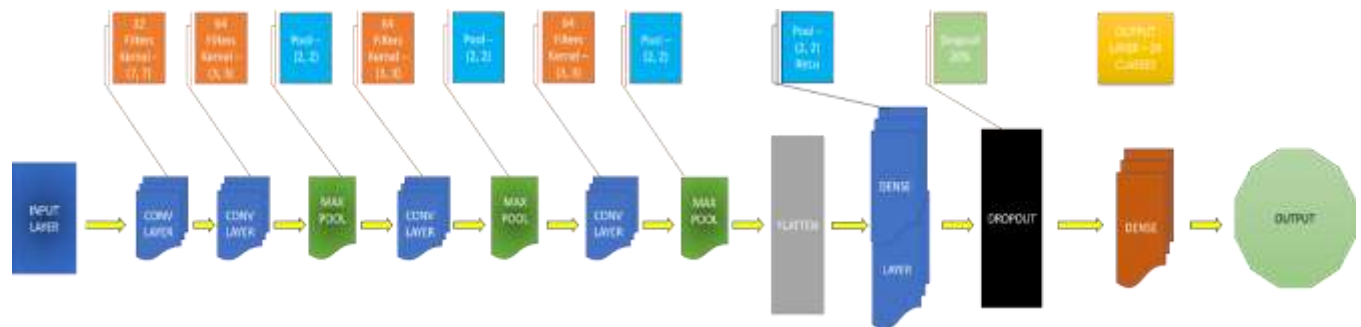 32
Filters
Kernel –
(7, 7)
64
Filters
Kernel –
(3, 3)
Pool –
(2, 2)
64
Filters
Kernel –
(3, 3)
Pool –
(2, 2)
64
Filters
Kernel –
(3, 3)
Pool –
(2, 2)
Pool –
(2, 2)
Relu
Dropout
20%
OUTPUT
LAYER –
CLASSES
INPUT
LAYER
CONV
LAYER
CONV
LAYER
MAX
POOL
CONV
LAYER
MAX
POOL
CONV
LAYER
MAX
POOL
FLATTEN
DENSE
LAYER
DROPOUT
DENSE
OUTPUT